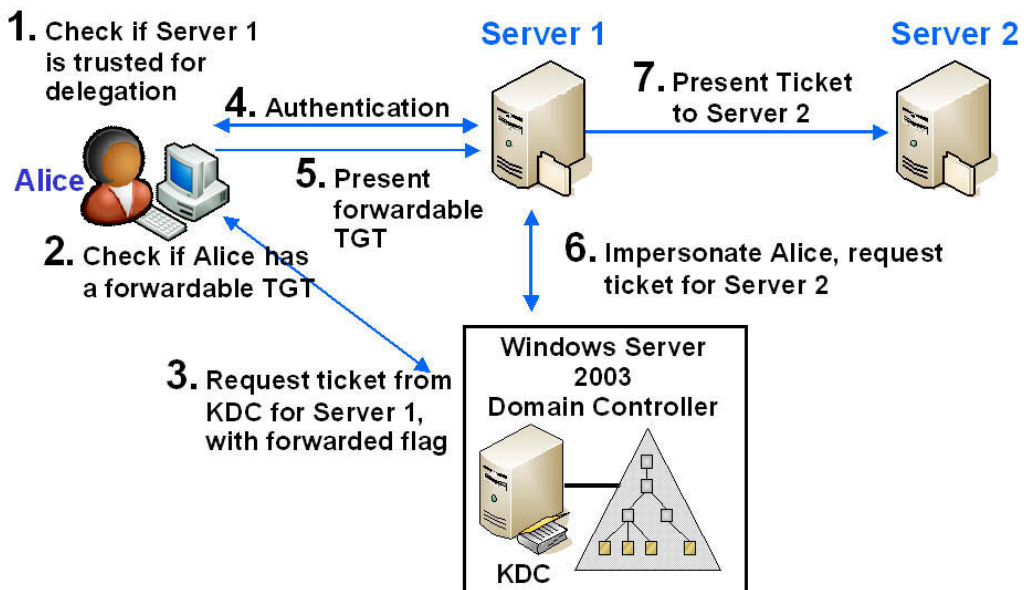 1. Check if Server 1
is trusted for
delegation
Server 1
Server 2
4. Authentication
7. Present Ticket
to Server 2
Alice
5. Present
forwardable
TGT
2. Check if Alice has
a forwardable TGT
6. Impersonate Alice, request
ticket for Server 2
3. Request ticket from
KDC for Server 1,
with forwarded flag
Windows Server
2003
Domain Controller
KDC